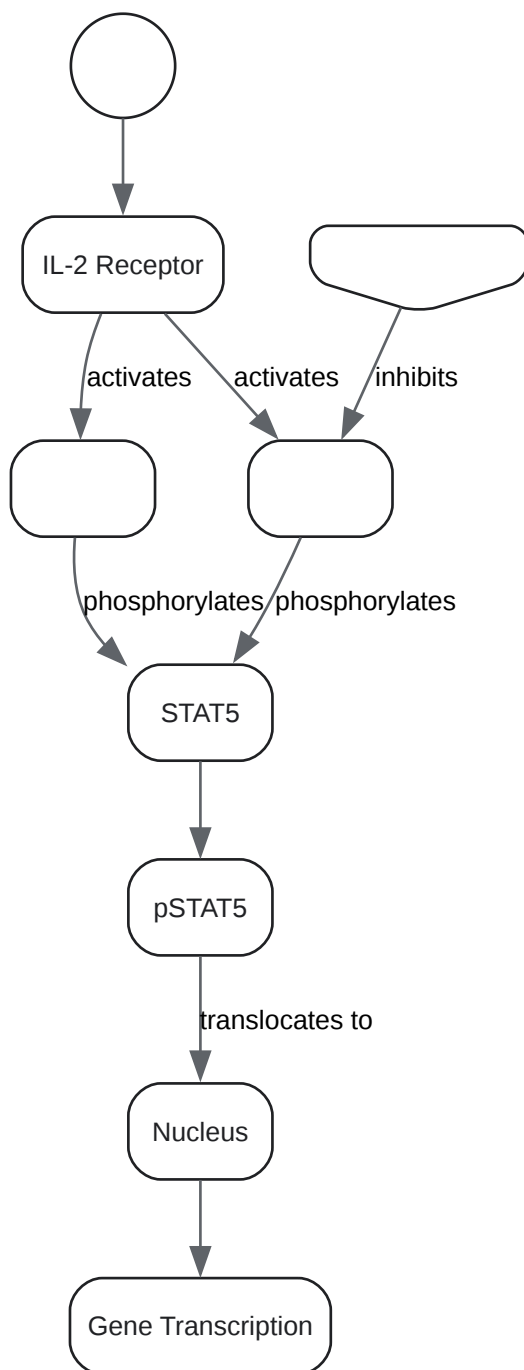 IL-2 Receptor
activates
activates
inhibits
phosphorylates
phosphorylates
STAT5
pSTAT5
translocates to
Nucleus
Gene Transcription